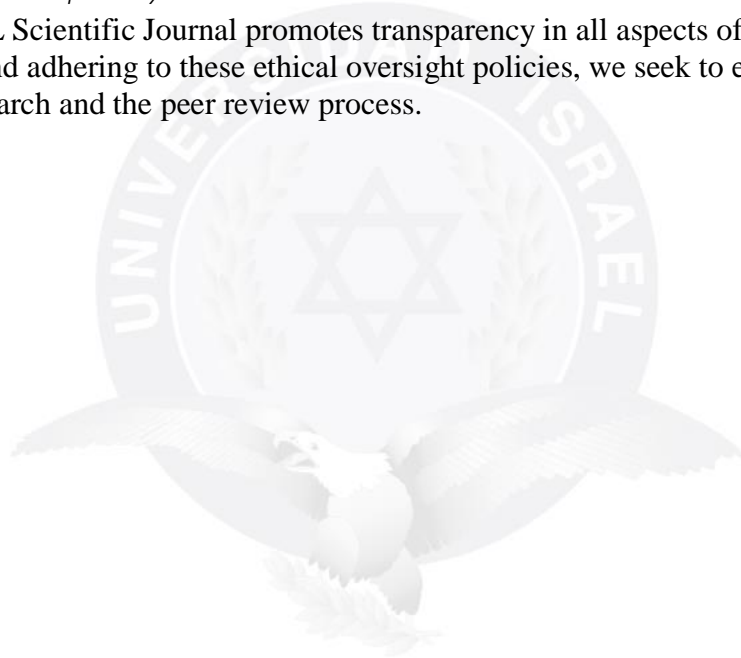 L Scientific Journal promotes transparency in all aspects of
nd adhering to these ethical oversight policies, we seek to e
arch and the peer review process.
UNIVERSIDAD ISRAEL